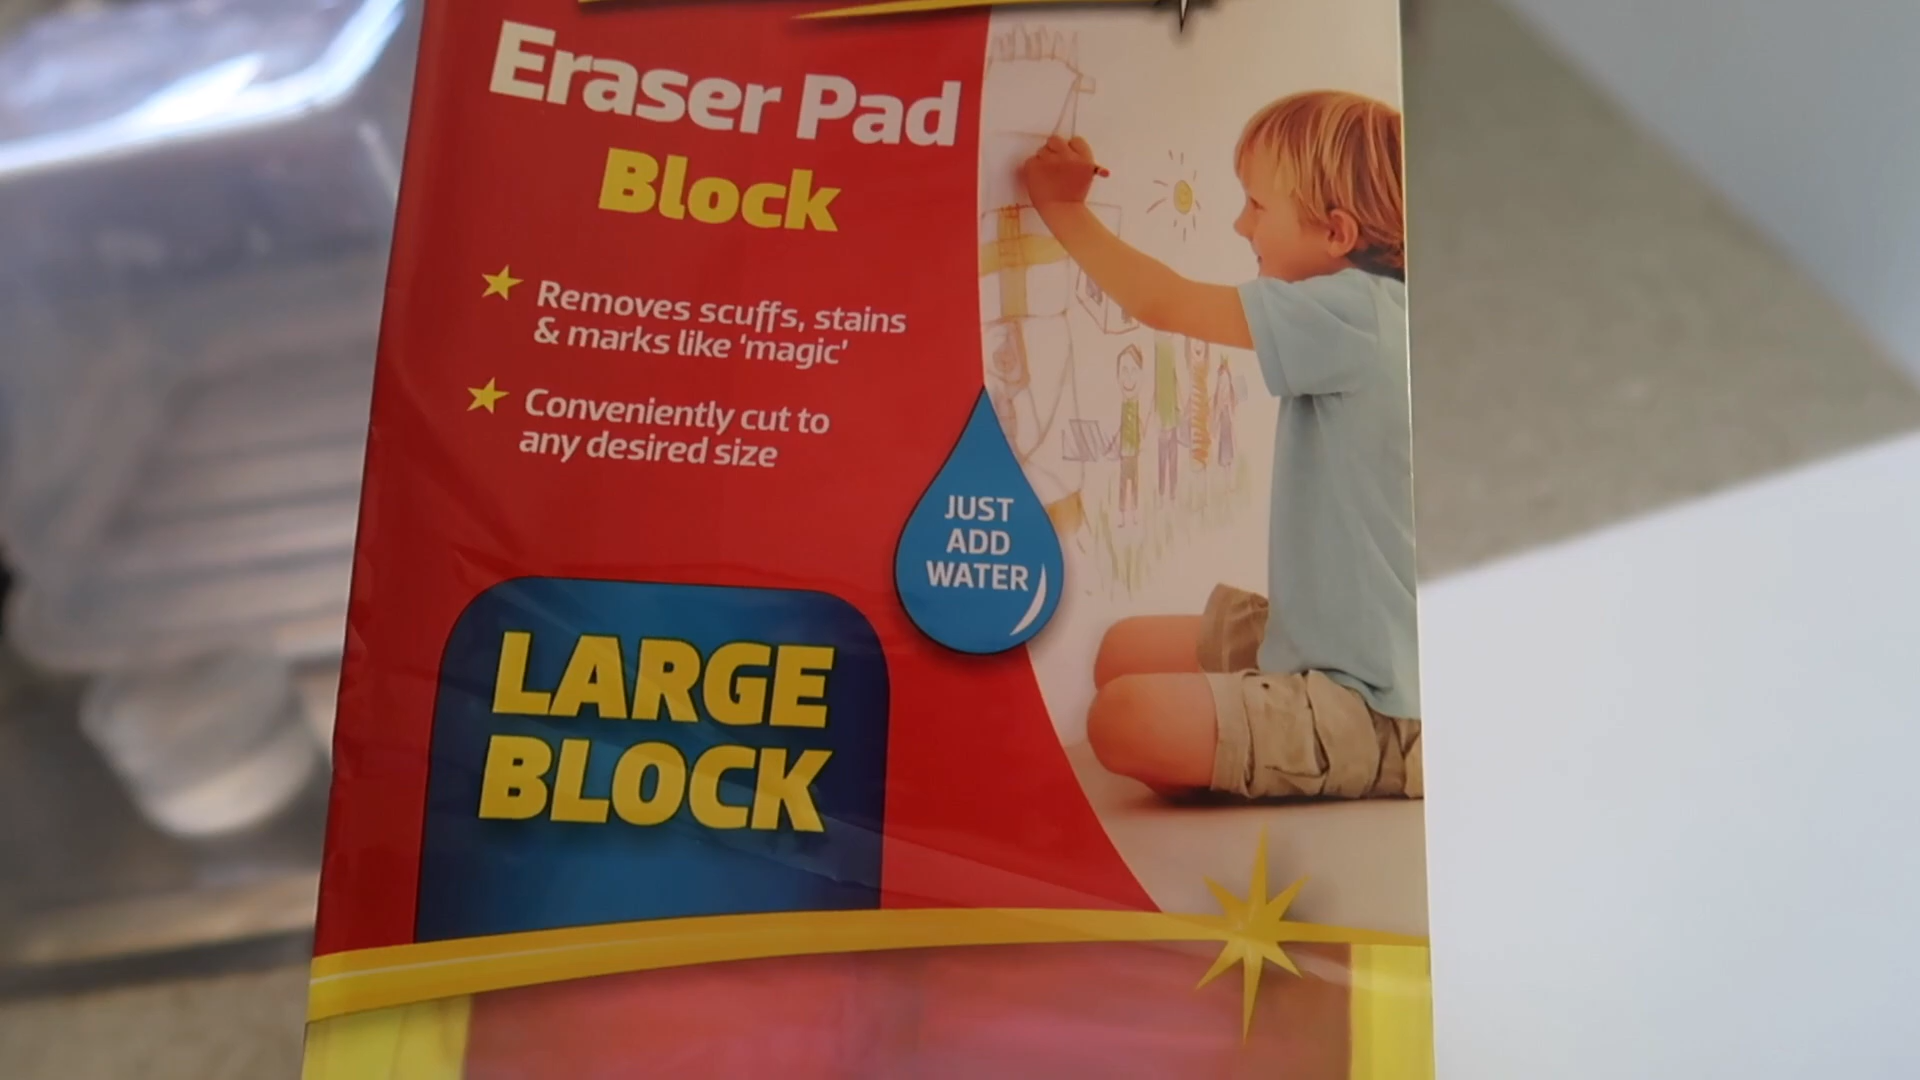 Eraser Pad
Block
Removes scuffs, stains
& marks like 'magic'
Conveniently cut to
any desired size
JUST
ADD
WATER
LARGE
BLOCK